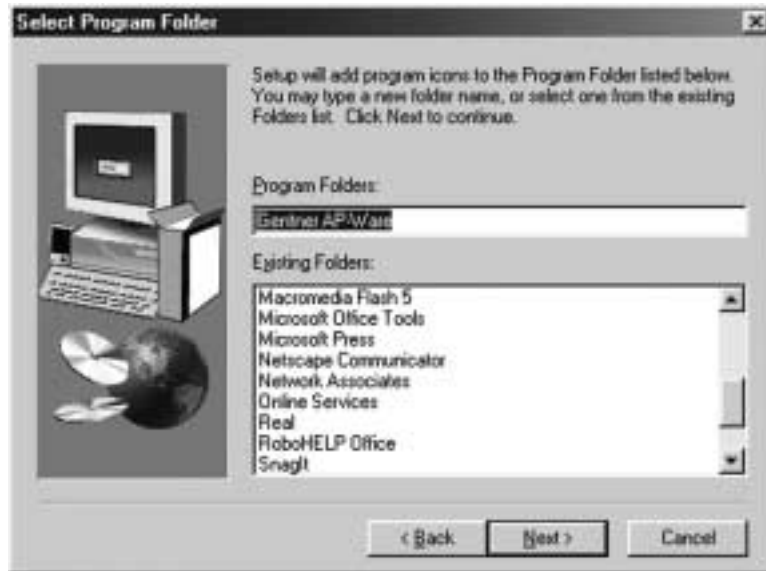 Select Program Folder
Setup will add program icons to the Program Folder listed below.
You may type a new folder name, or select one from the existing
Folders list. Click Next to continue.
Program Folders:
Gentner AP-Ware
Existing Folders:
Macromedia Flash 5
Microsoft Office Tools
Microsoft Press
Netscape Communicator
Network Associates
Online Services
Real
RoboHELP Office
SnagIt
< Back
Next >
Cancel